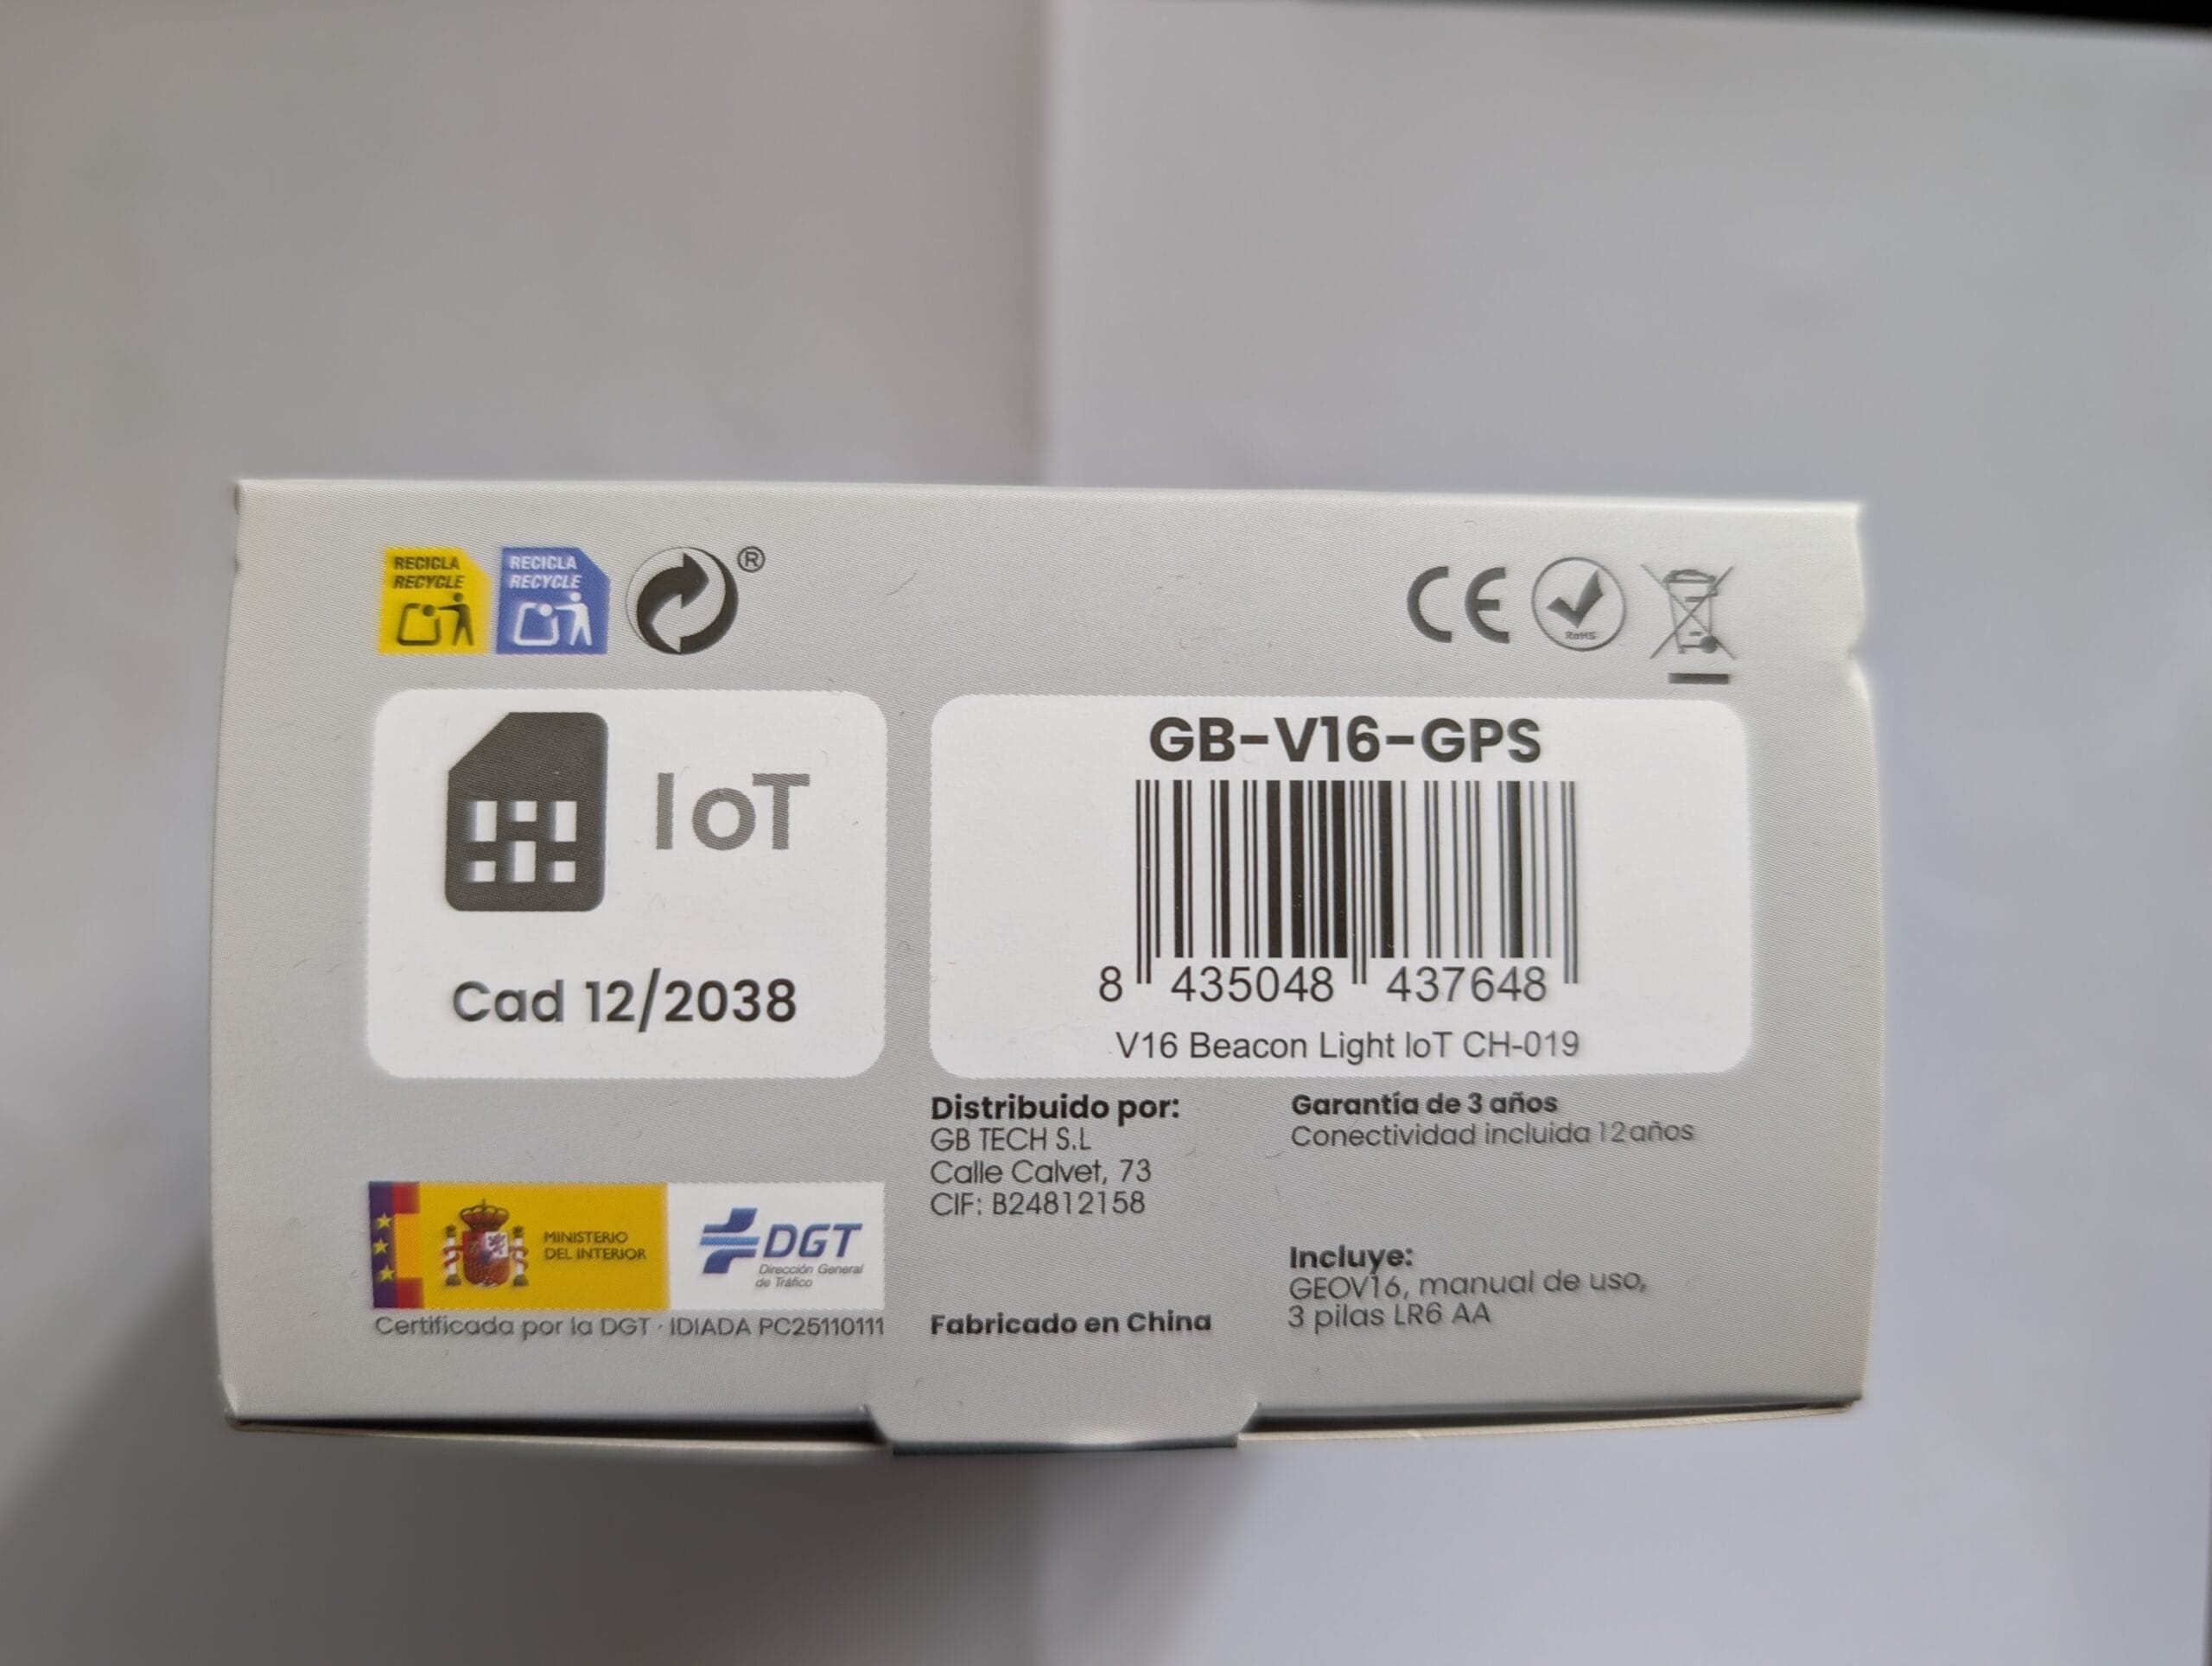 RECICLA
RECYCLE
RECICLA
RECYCLE
®
CE
RoHS
IoT
Cad 12/2038
GB-V16-GPS
8 435048 437648
V16 Beacon Light IoT CH-019
Distribuido por:
GB TECH S.L
Calle Calvet, 73
CIF: B24812158
Garantía de 3 años
Conectividad incluida 12 años
MINISTERIO
DEL INTERIOR
DGT
Dirección General
de Tráfico
Certificada por la DGT · IDIADA PC25110111
Fabricado en China
Incluye:
GEOV16, manual de uso,
3 pilas LR6 AA